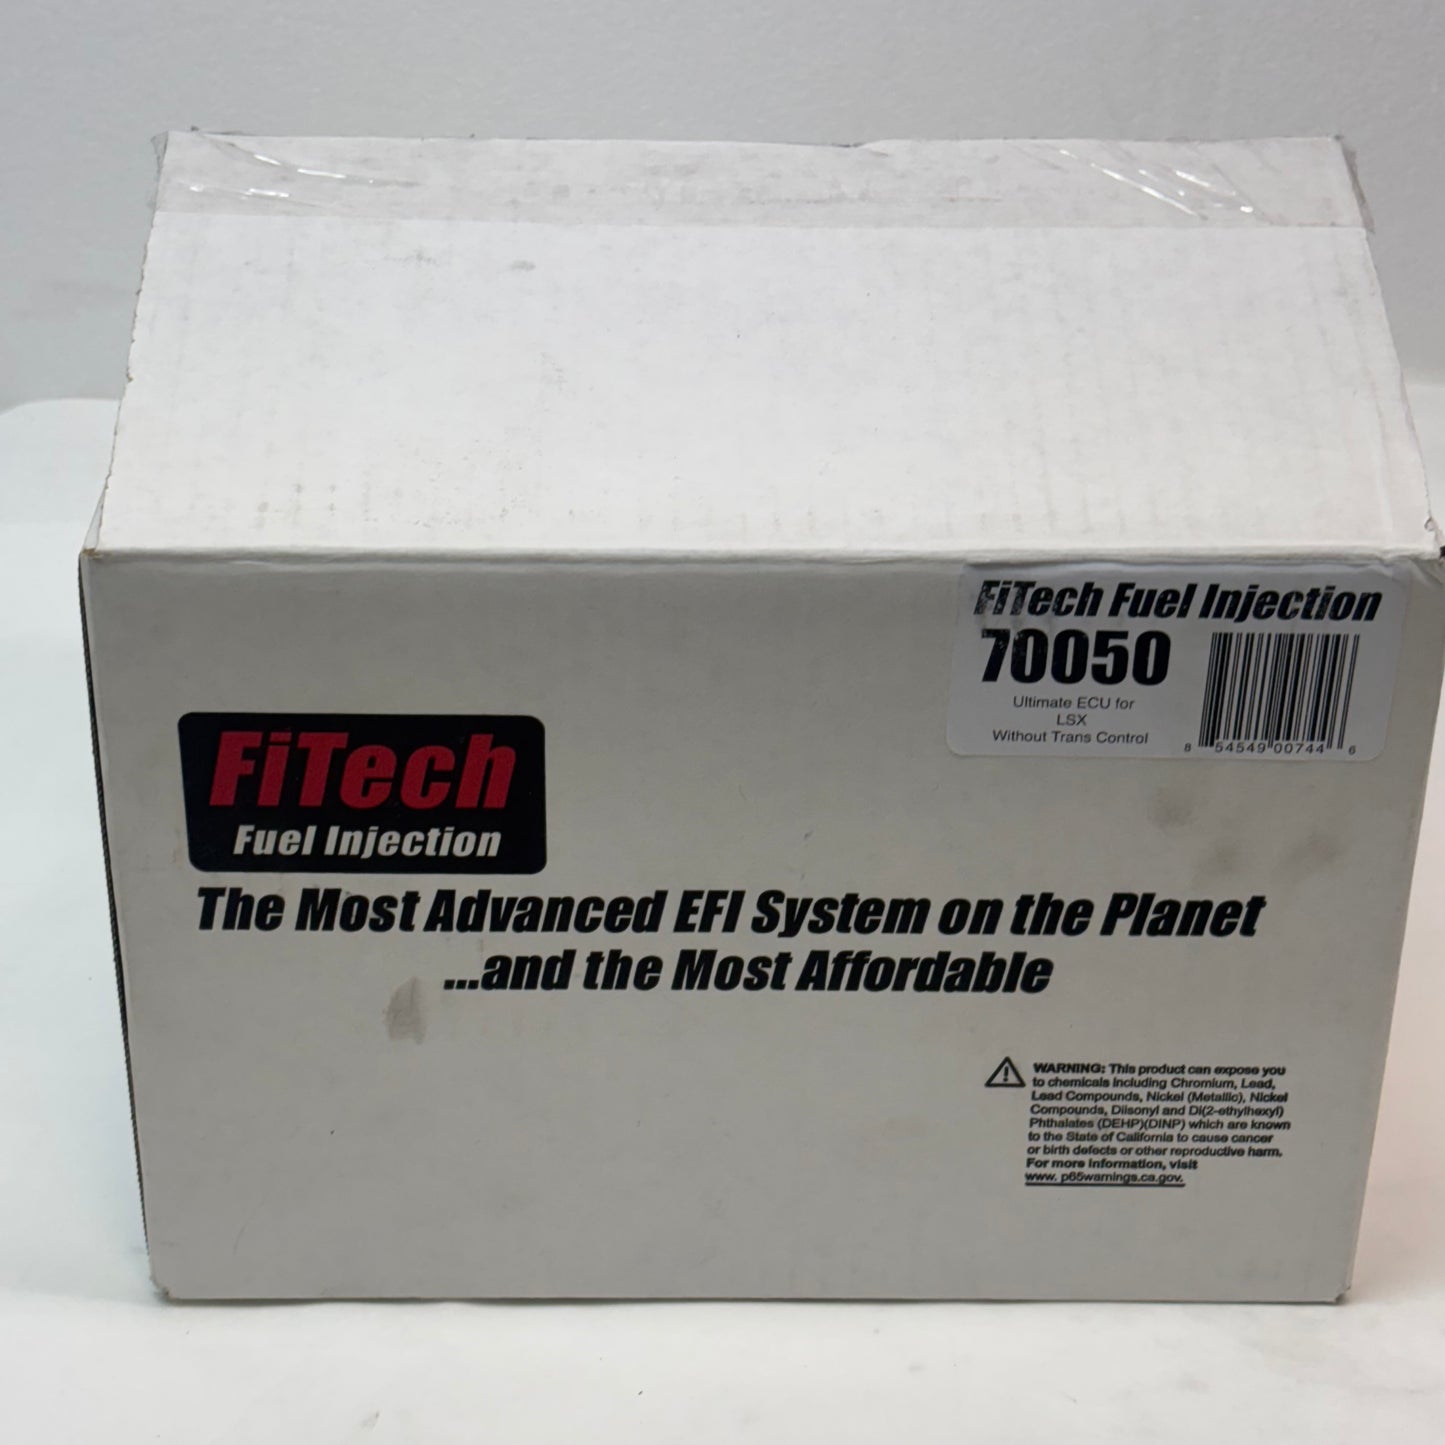 FiTech Fuel Injection
70050
Ultimate ECU for
LSX
Without Trans Control
8 54549 00744 6
FiTech
Fuel Injection
The Most Advanced EFI System on the Planet
...and the Most Affordable
WARNING: This product can expose you
to chemicals including Chromium, Lead,
Lead Compounds, Nickel (Metallic), Nickel
Compounds, Diisonyl and Di(2-ethylhexyl)
Phthalates (DEHP)(DINP) which are known
to the State of California to cause cancer
or birth defects or other reproductive harm.
For more information, visit
www. p65warnings.ca.gov.